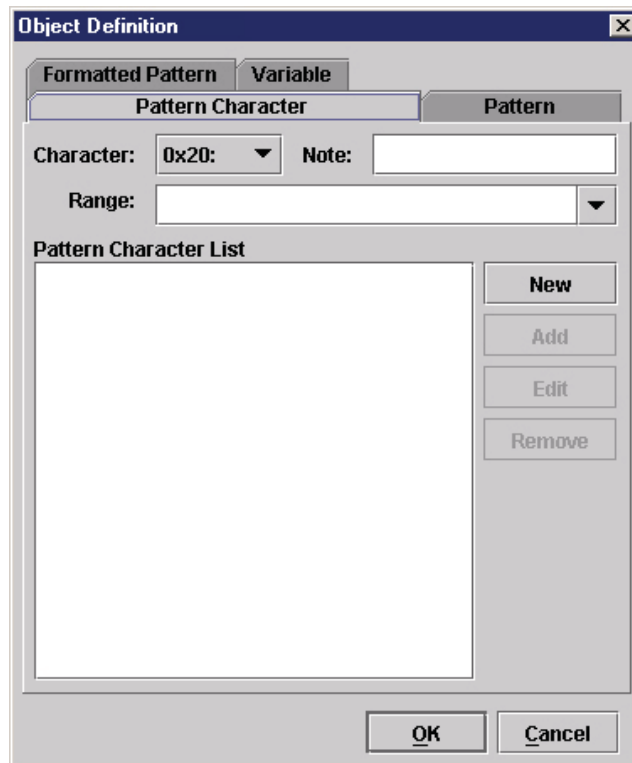 Object Definition
Formatted Pattern Variable
Pattern Character Pattern
Character: 0x20: Note:
Range:
Pattern Character List
New
Add
Edit
Remove
OK Cancel